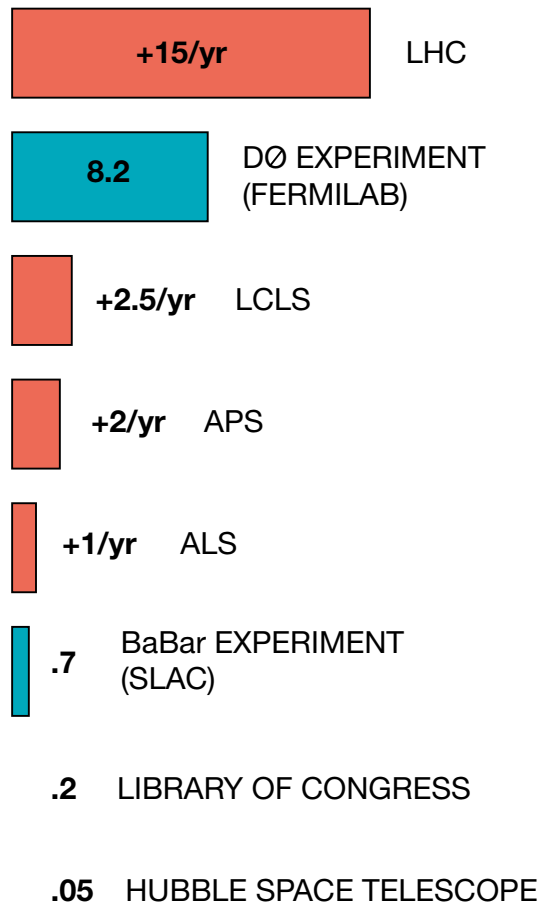 +15/yr LHC
8.2 DØ EXPERIMENT
(FERMILAB)
+2.5/yr LCLS
+2/yr APS
+1/yr ALS
.7 BaBar EXPERIMENT
(SLAC)
.2 LIBRARY OF CONGRESS
.05 HUBBLE SPACE TELESCOPE